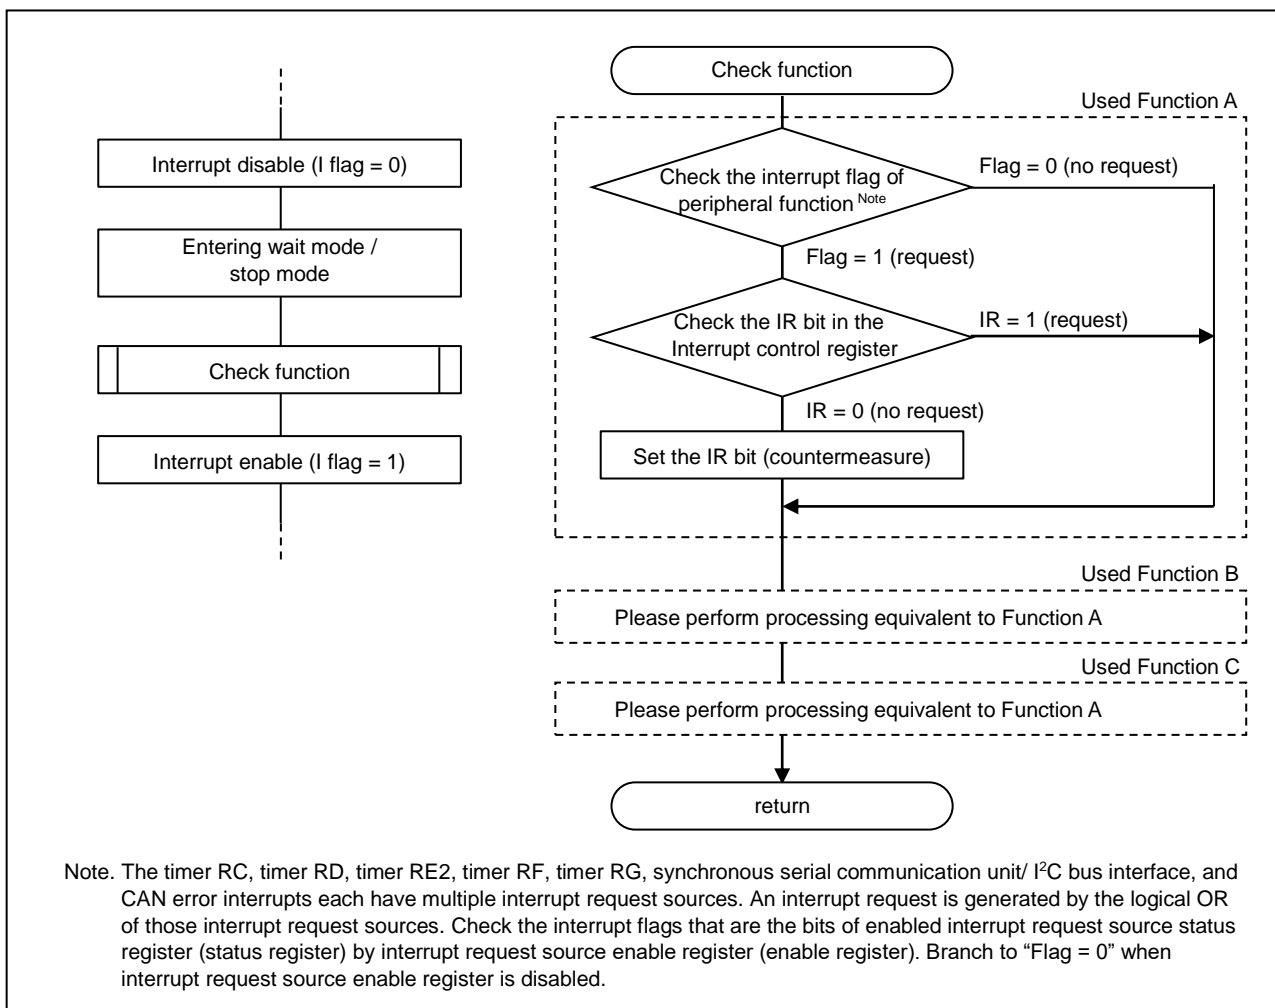 Interrupt disable (I flag = 0)
Entering wait mode /
stop mode
Check function
Interrupt enable (I flag = 1)
Check function
Used Function A
Check the interrupt flag of
peripheral function Note
Flag = 0 (no request)
Flag = 1 (request)
Check the IR bit in the
Interrupt control register
IR = 1 (request)
IR = 0 (no request)
Set the IR bit (countermeasure)
Used Function B
Please perform processing equivalent to Function A
Used Function C
Please perform processing equivalent to Function A
return
Note. The timer RC, timer RD, timer RE2, timer RF, timer RG, synchronous serial communication unit/ I²C bus interface, and
CAN error interrupts each have multiple interrupt request sources. An interrupt request is generated by the logical OR
of those interrupt request sources. Check the interrupt flags that are the bits of enabled interrupt request source status
register (status register) by interrupt request source enable register (enable register). Branch to “Flag = 0” when
interrupt request source enable register is disabled.